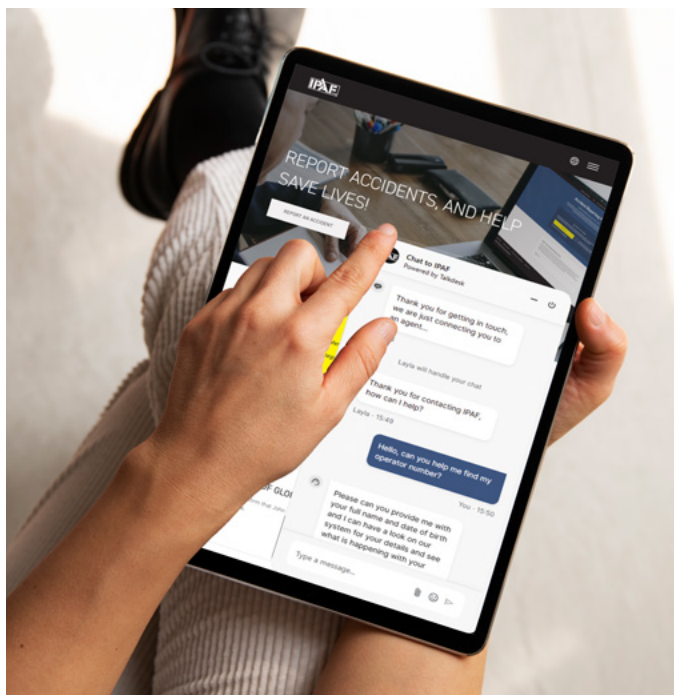 IPAF
REPORT ACCIDENTS, AND HELP
SAVE LIVES!
REPORT AN ACCIDENT
Chat to IPAF
Powered by Talkdesk
Thank you for getting in touch,
we are just connecting you to
an agent...
Layla will handle your chat
Thank you for contacting IPAF,
how can I help?
Layla - 15:49
Hello, can you help me find my
operator number?
You - 15:50
Please can you provide me with
your full name and date of birth
and I can have a look on our
system for your details and see
what is happening with your
Type a message...